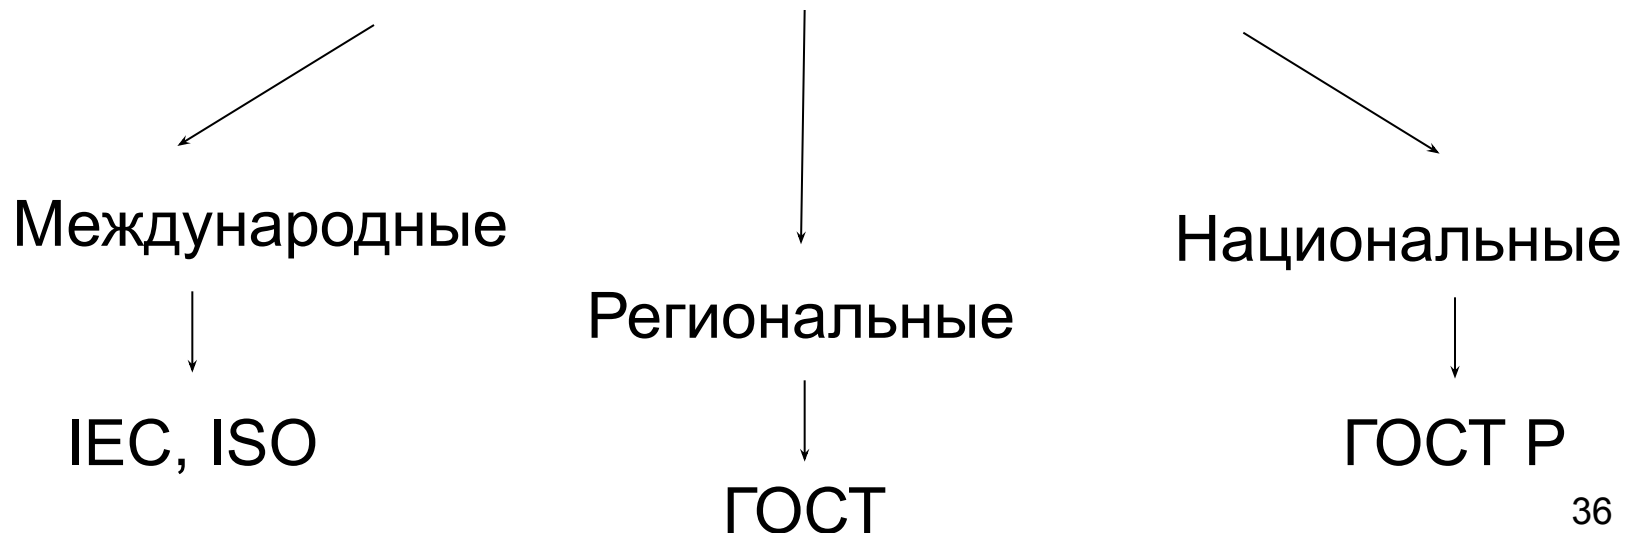 Международные
Национальные
Региональные
IEC, ISO
ГОСТ Р
ГОСТ
36